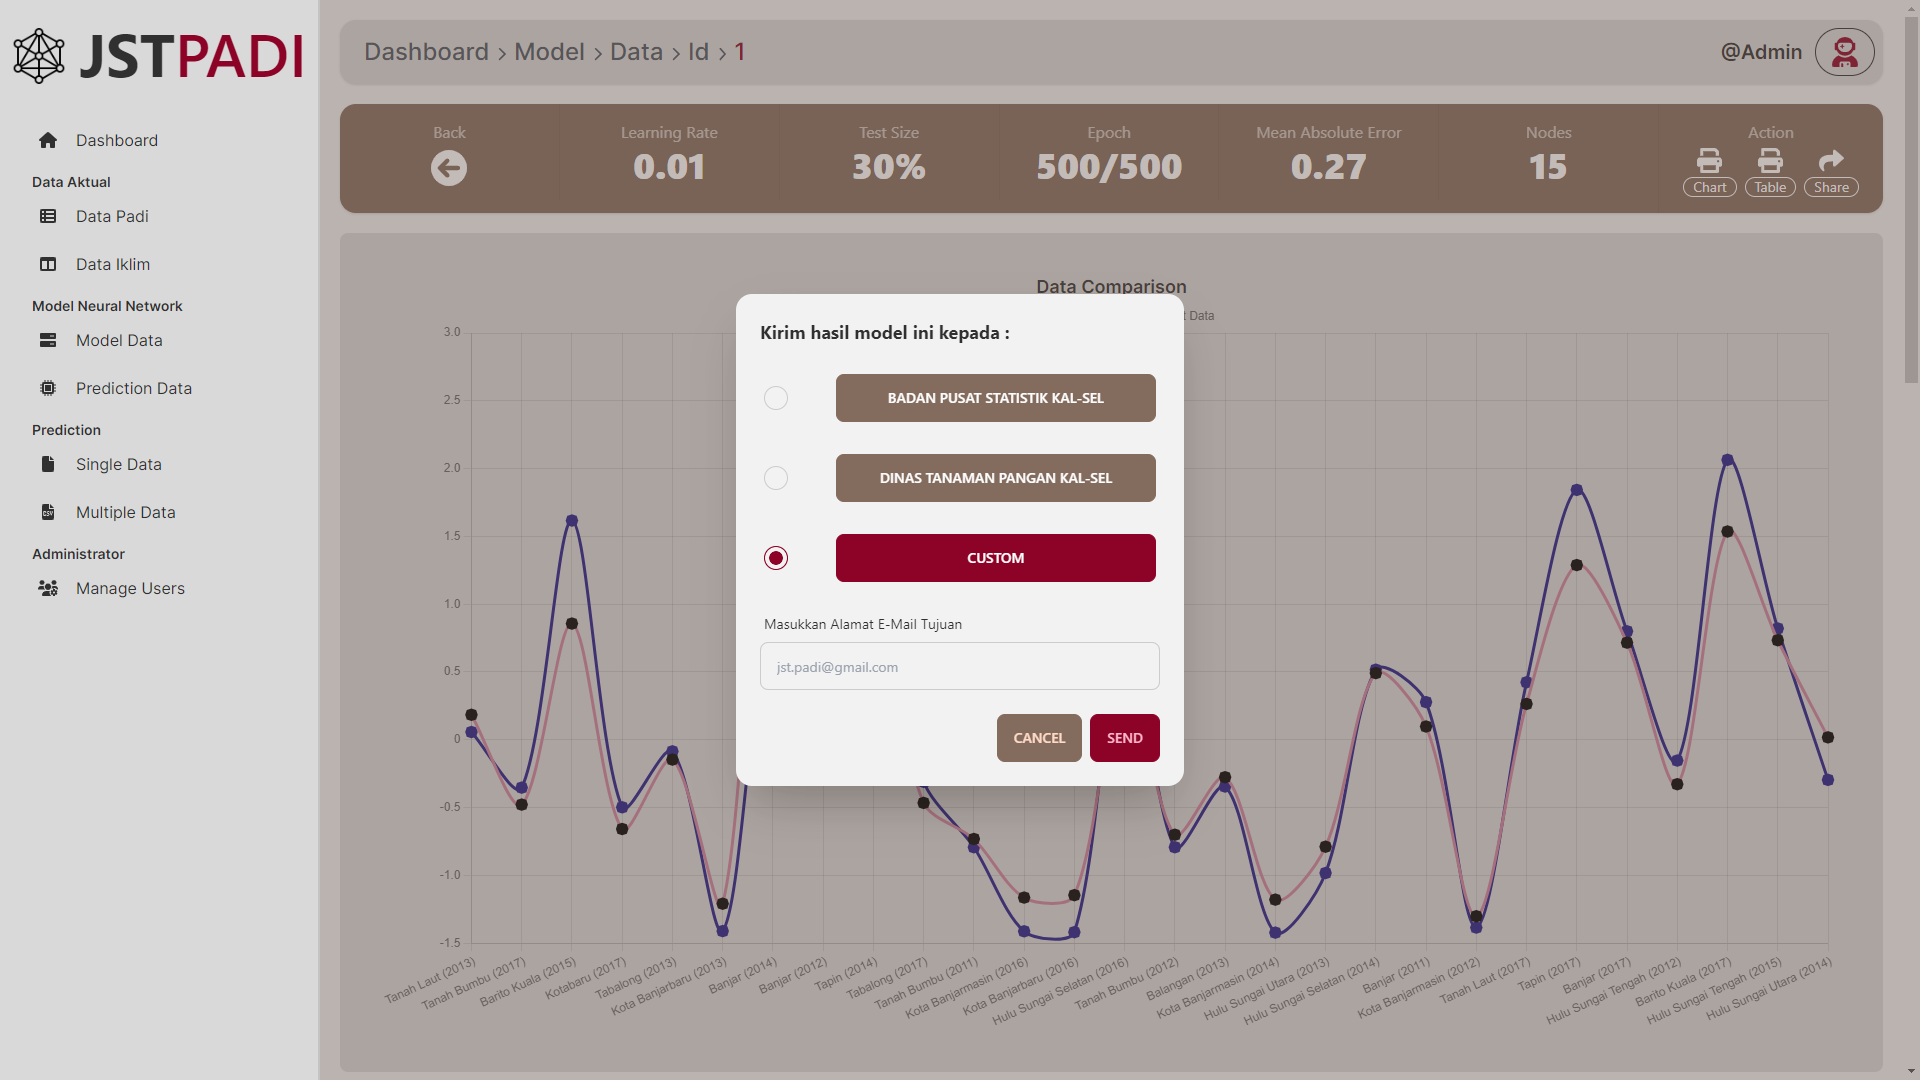 JSTPADI
Dashboard
Data Aktual
Data Padi
Data Iklim
Model Neural Network
Model Data
Prediction Data
Prediction
Single Data
CSV
Multiple Data
Administrator
Manage Users
Dashboard › Model › Data › Id › 1
@Admin
Back
Learning Rate
0.01
Test Size
30%
Epoch
500/500
Mean Absolute Error
0.27
Nodes
15
Action
Chart
Table
Share
Data Comparison
t Data
Kirim hasil model ini kepada :
BADAN PUSAT STATISTIK KAL-SEL
DINAS TANAMAN PANGAN KAL-SEL
CUSTOM
Masukkan Alamat E-Mail Tujuan
jst.padi@gmail.com
CANCEL
SEND
3.0
2.5
2.0
1.5
1.0
0.5
0
-0.5
-1.0
-1.5
Tanah Laut (2013)
Tanah Bumbu (2017)
Barito Kuala (2015)
Kotabaru (2017)
Tabalong (2013)
Kota Banjarbaru (2013)
Banjar (2014)
Banjar (2012)
Tapin (2014)
Tabalong (2017)
Tanah Bumbu (2011)
Kota Banjarmasin (2016)
Kota Banjarbaru (2016)
Hulu Sungai Selatan (2016)
Tanah Bumbu (2012)
Balangan (2013)
Kota Banjarmasin (2014)
Hulu Sungai Utara (2013)
Hulu Sungai Selatan (2014)
Banjar (2011)
Kota Banjarmasin (2012)
Tanah Laut (2017)
Tapin (2017)
Banjar (2017)
Hulu Sungai Tengah (2012)
Barito Kuala (2017)
Hulu Sungai Tengah (2015)
Hulu Sungai Utara (2014)